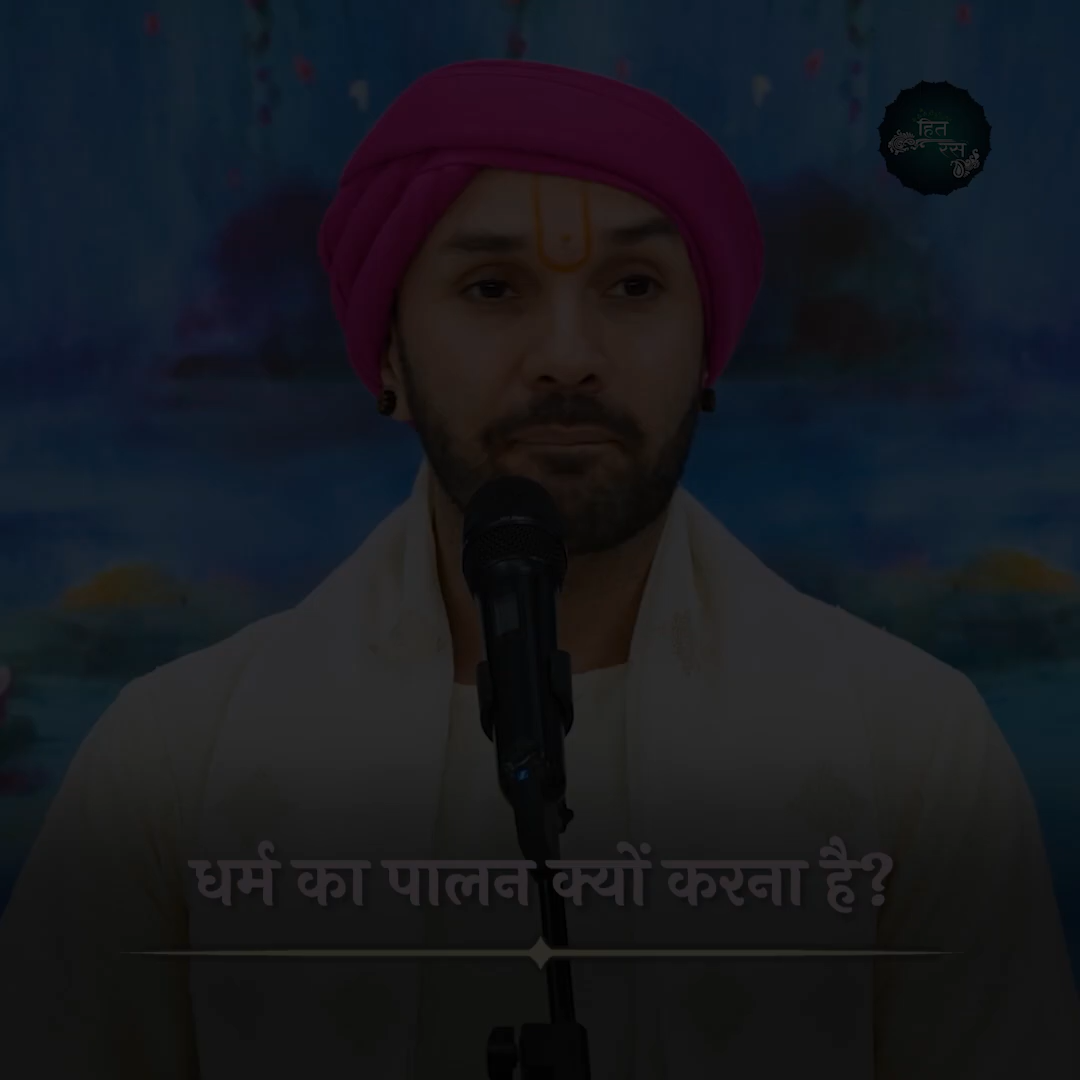 हित
रस
धर्म का पालन क्यों करना है?